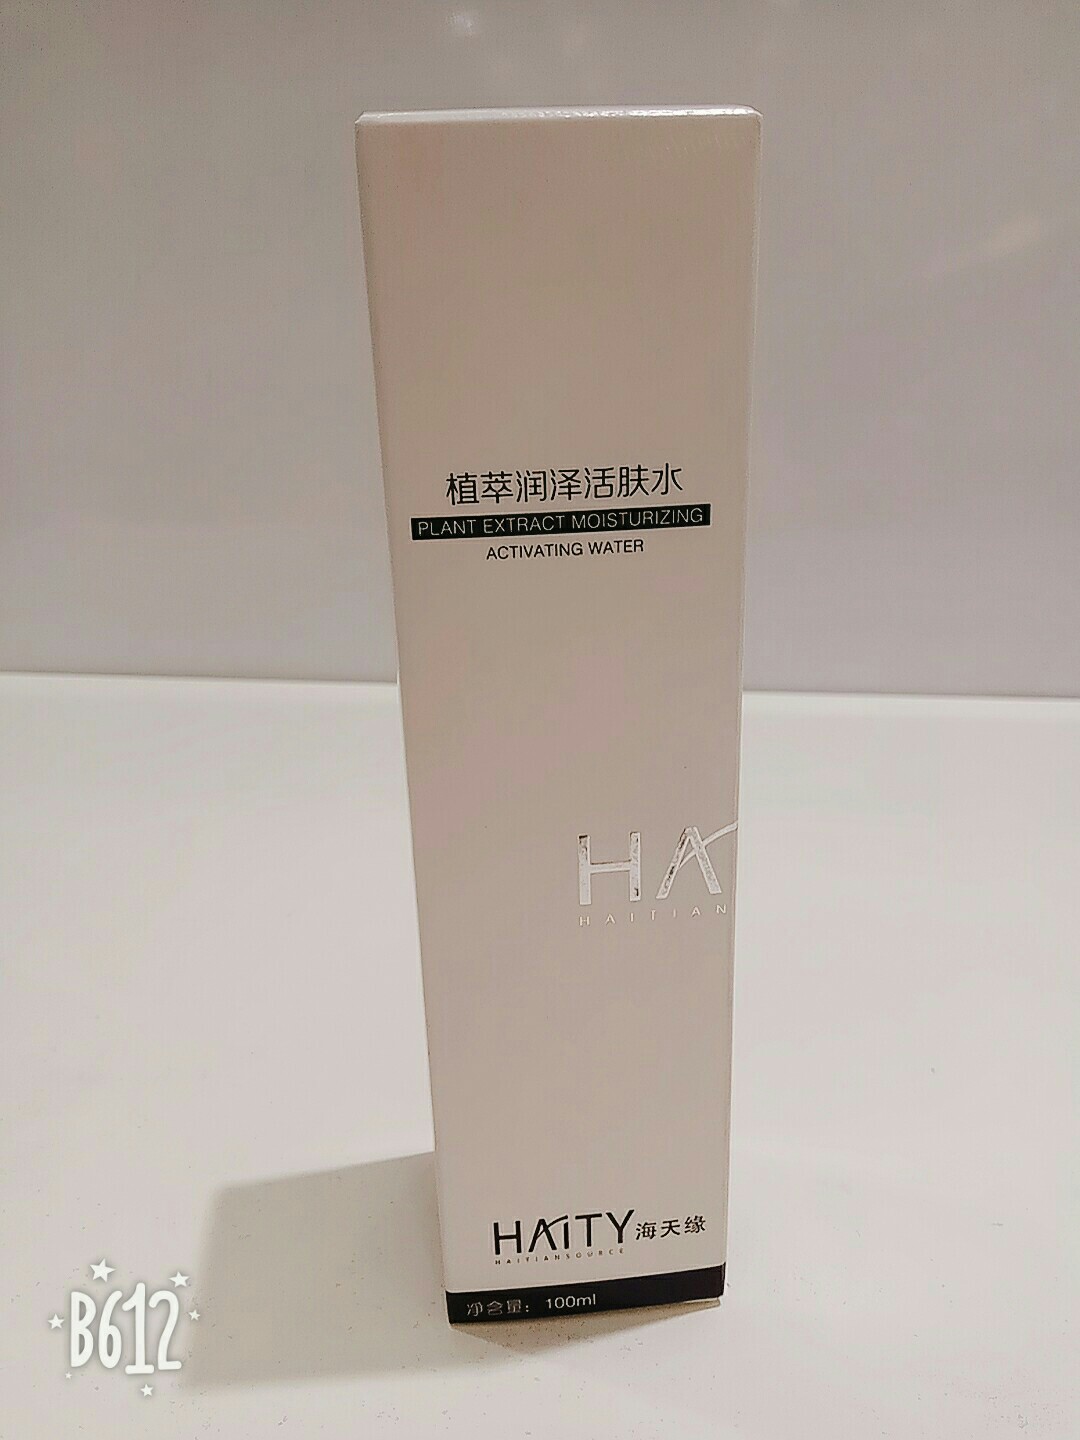 植萃润泽活肤水
PLANT EXTRACT MOISTURIZING
ACTIVATING WATER
HA
HAITIAN
HAITY 海天缘
HAITIANSOURCE
净含量: 100ml
B612